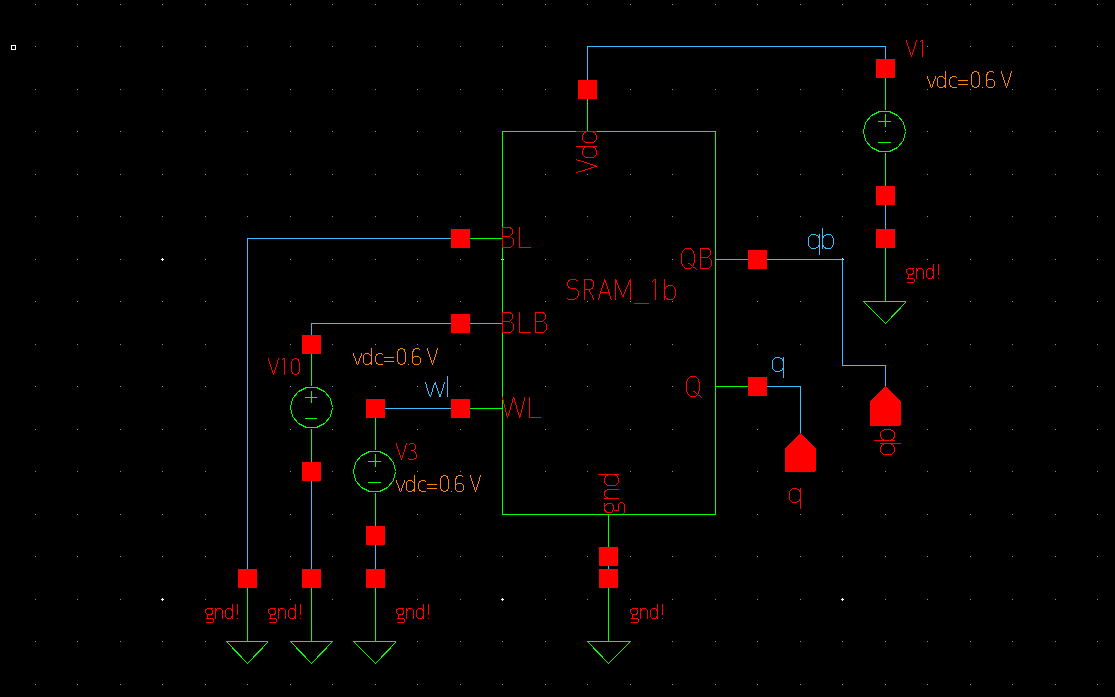 V1
vdc=0.6 V
Vdc
BL
qb
QB
gnd!
SRAM_1b
BLB
vdc=0.6 V
V10
q
wl
Q
WL
V3
qb
vdc=0.6 V
gnd
q
gnd!
gnd!
gnd!
gnd!